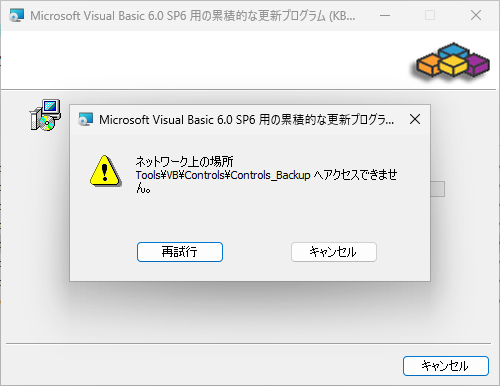 Microsoft Visual Basic 6.0 SP6 用の累積的な更新プログラム (KB...
Microsoft Visual Basic 6.0 SP6 用の累積的な更新プログラ...
ネットワーク上の場所
Tools¥VB¥Controls¥Controls_Backup へアクセスできませ
ん。
再試行
キャンセル
キャンセル